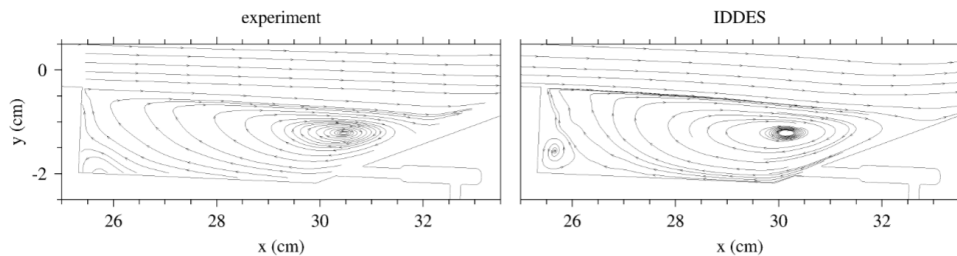 experiment
IDDES
0
-2
y (cm)
26 28 30 32
26 28 30 32
x (cm)
x (cm)